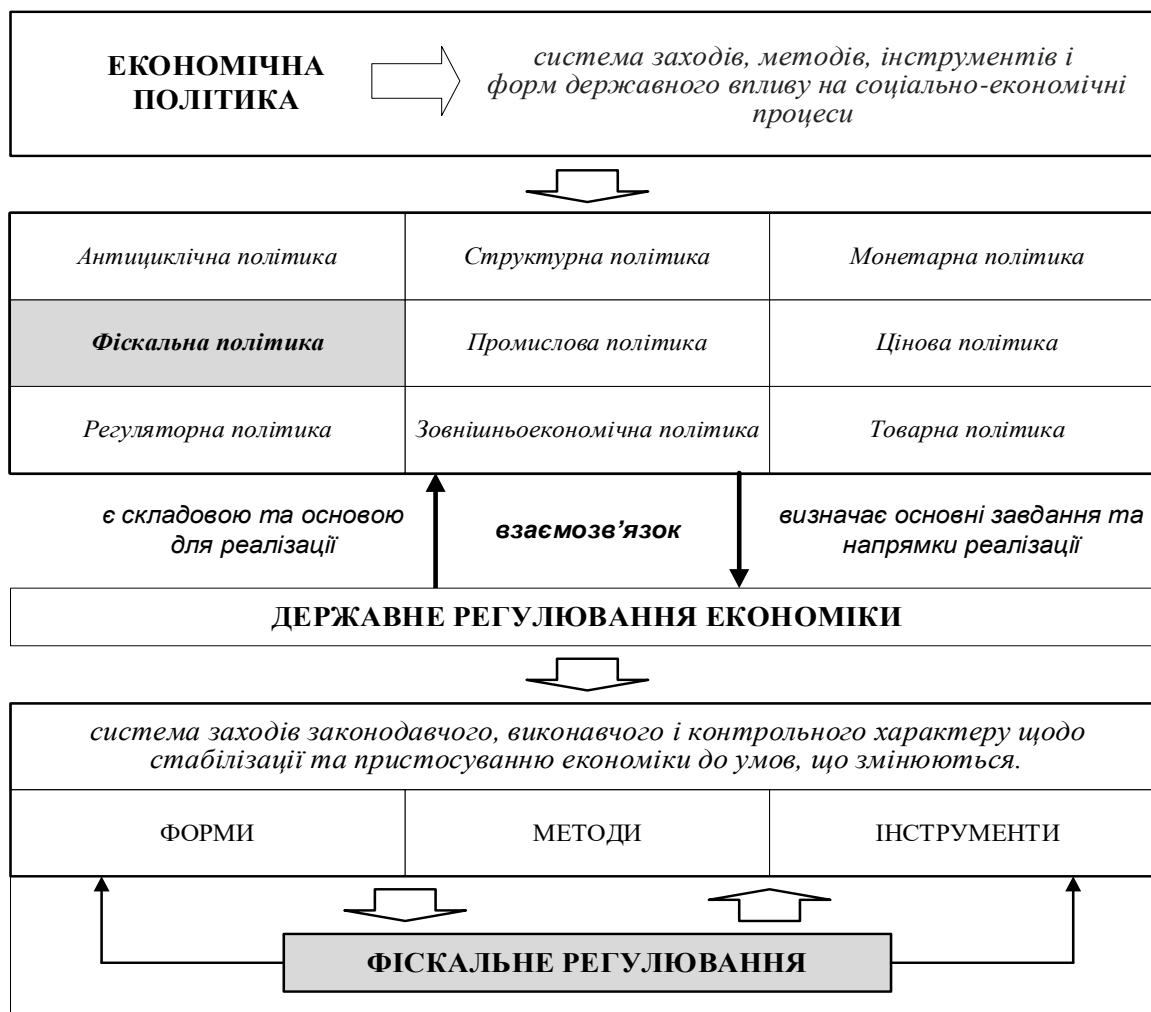 ЕКОНОМІЧНА
ПОЛІТИКА
система заходів, методів, інструментів і
форм державного впливу на соціально-економічні
процеси
Антициклічна політика
Структурна політика
Монетарна політика
Фіскальна політика
Промислова політика
Цінова політика
Регуляторна політика
Зовнішньоекономічна політика
Товарна політика
є складовою та основою
для реалізації
взаємозв’язок
визначає основні завдання та
напрямки реалізації
ДЕРЖАВНЕ РЕГУЛЮВАННЯ ЕКОНОМІКИ
система заходів законодавчого, виконавчого і контрольного характеру щодо
стабілізації та пристосуванню економіки до умов, що змінюються.
ФОРМИ
МЕТОДИ
ІНСТРУМЕНТИ
ФІСКАЛЬНЕ РЕГУЛЮВАННЯ